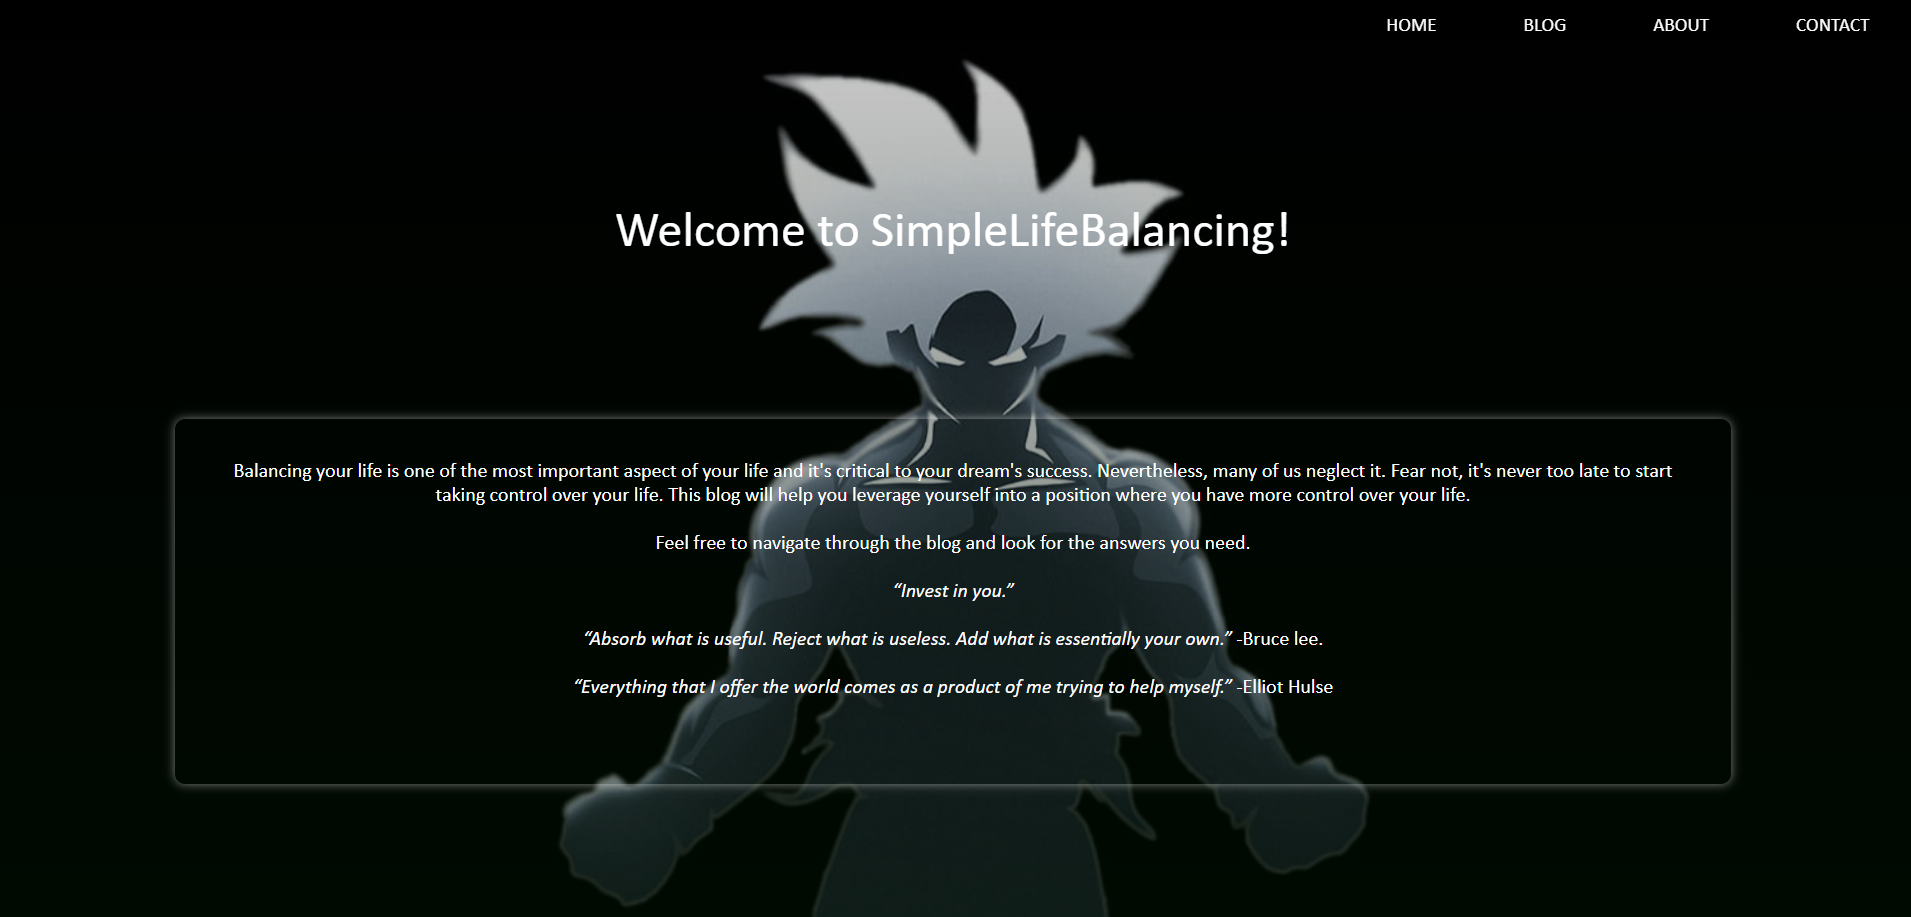 HOME BLOG ABOUT CONTACT
Welcome to SimpleLifeBalancing!
Balancing your life is one of the most important aspect of your life and it's critical to your dream's success. Nevertheless, many of us neglect it. Fear not, it's never too late to start
taking control over your life. This blog will help you leverage yourself into a position where you have more control over your life.
Feel free to navigate through the blog and look for the answers you need.
“Invest in you.”
“Absorb what is useful. Reject what is useless. Add what is essentially your own.” -Bruce lee.
“Everything that I offer the world comes as a product of me trying to help myself.” -Elliot Hulse